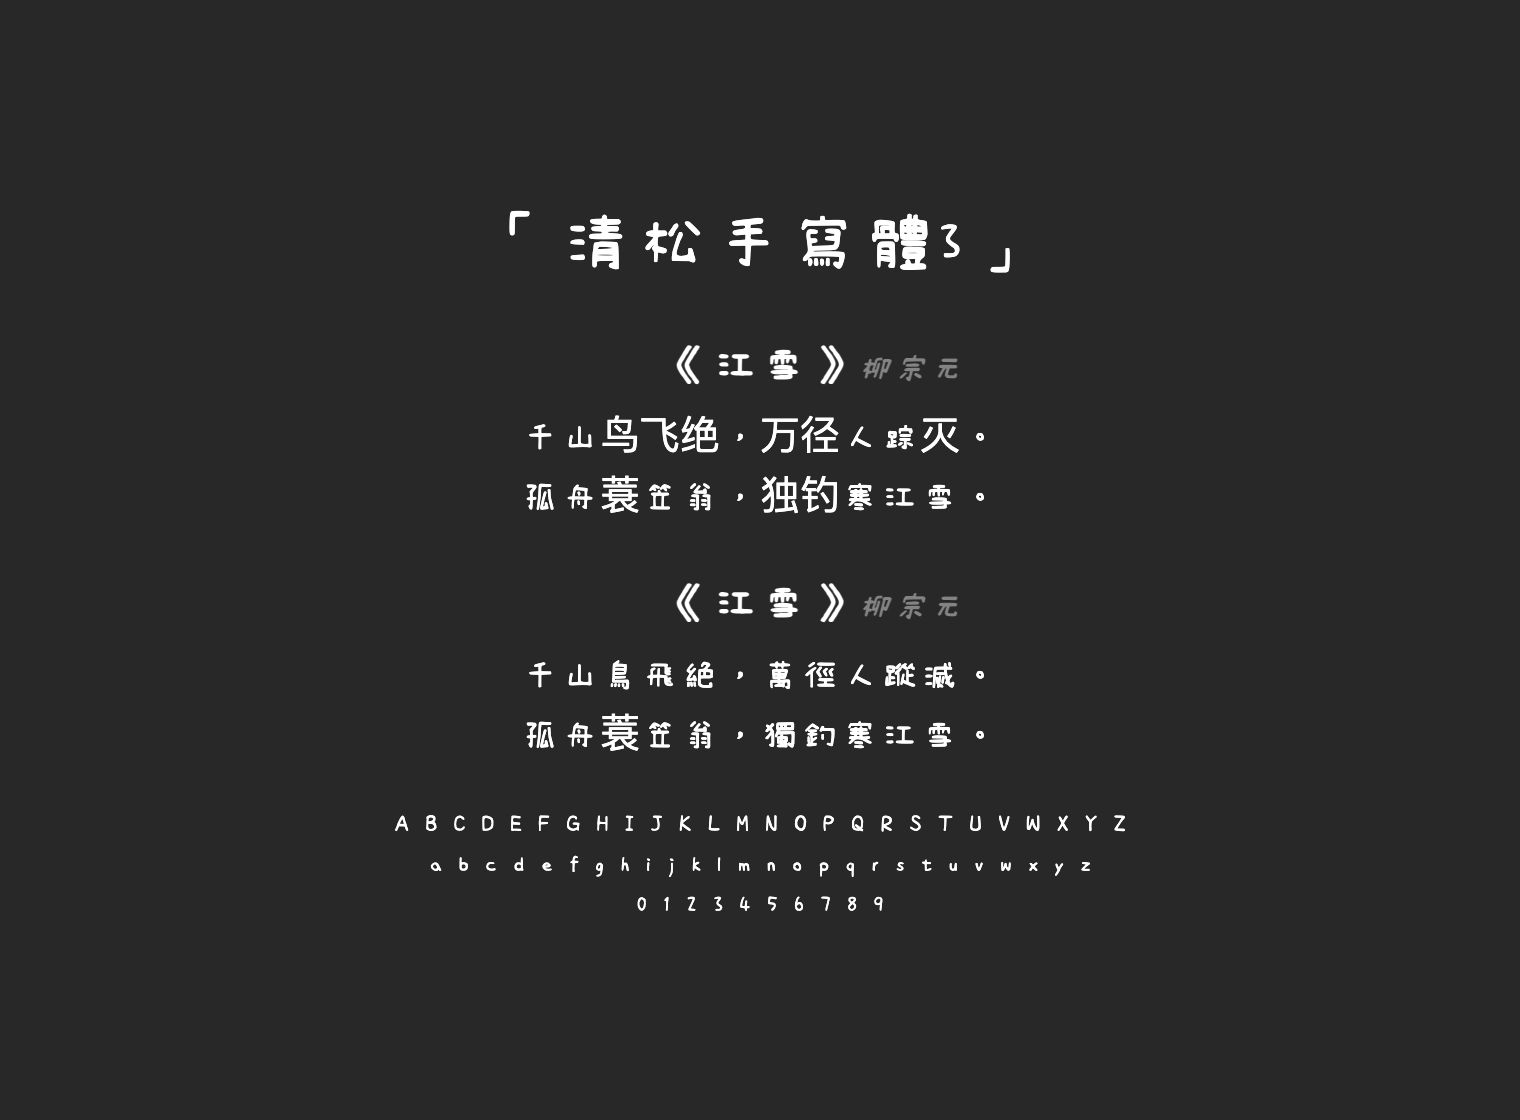 「清松手寫體3」
《江雪》柳宗元
千山鸟飞绝，万径人踪灭。
孤舟蓑笠翁，独钓寒江雪。
《江雪》柳宗元
千山鳥飛絕，萬徑人蹤滅。
孤舟蓑笠翁，獨釣寒江雪。
A B C D E F G H I J K L M N O P Q R S T U V W X Y Z
a b c d e f g h i j k l m n o p q r s t u v w x y z
0 1 2 3 4 5 6 7 8 9